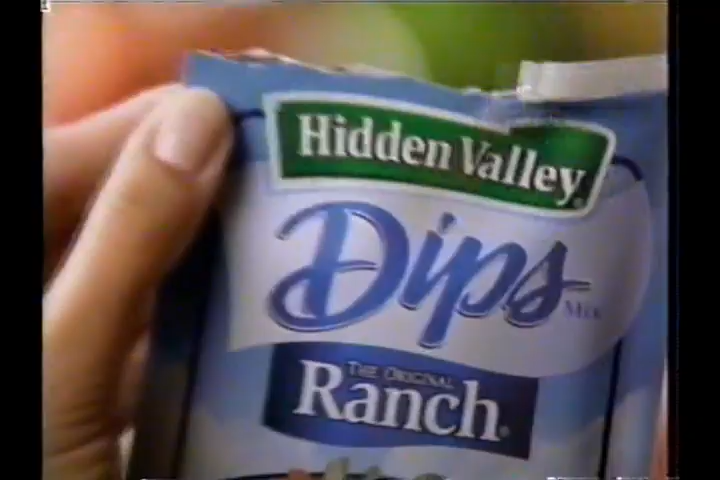 Hidden Valley®
Dips
MIX
THE ORIGINAL
Ranch®